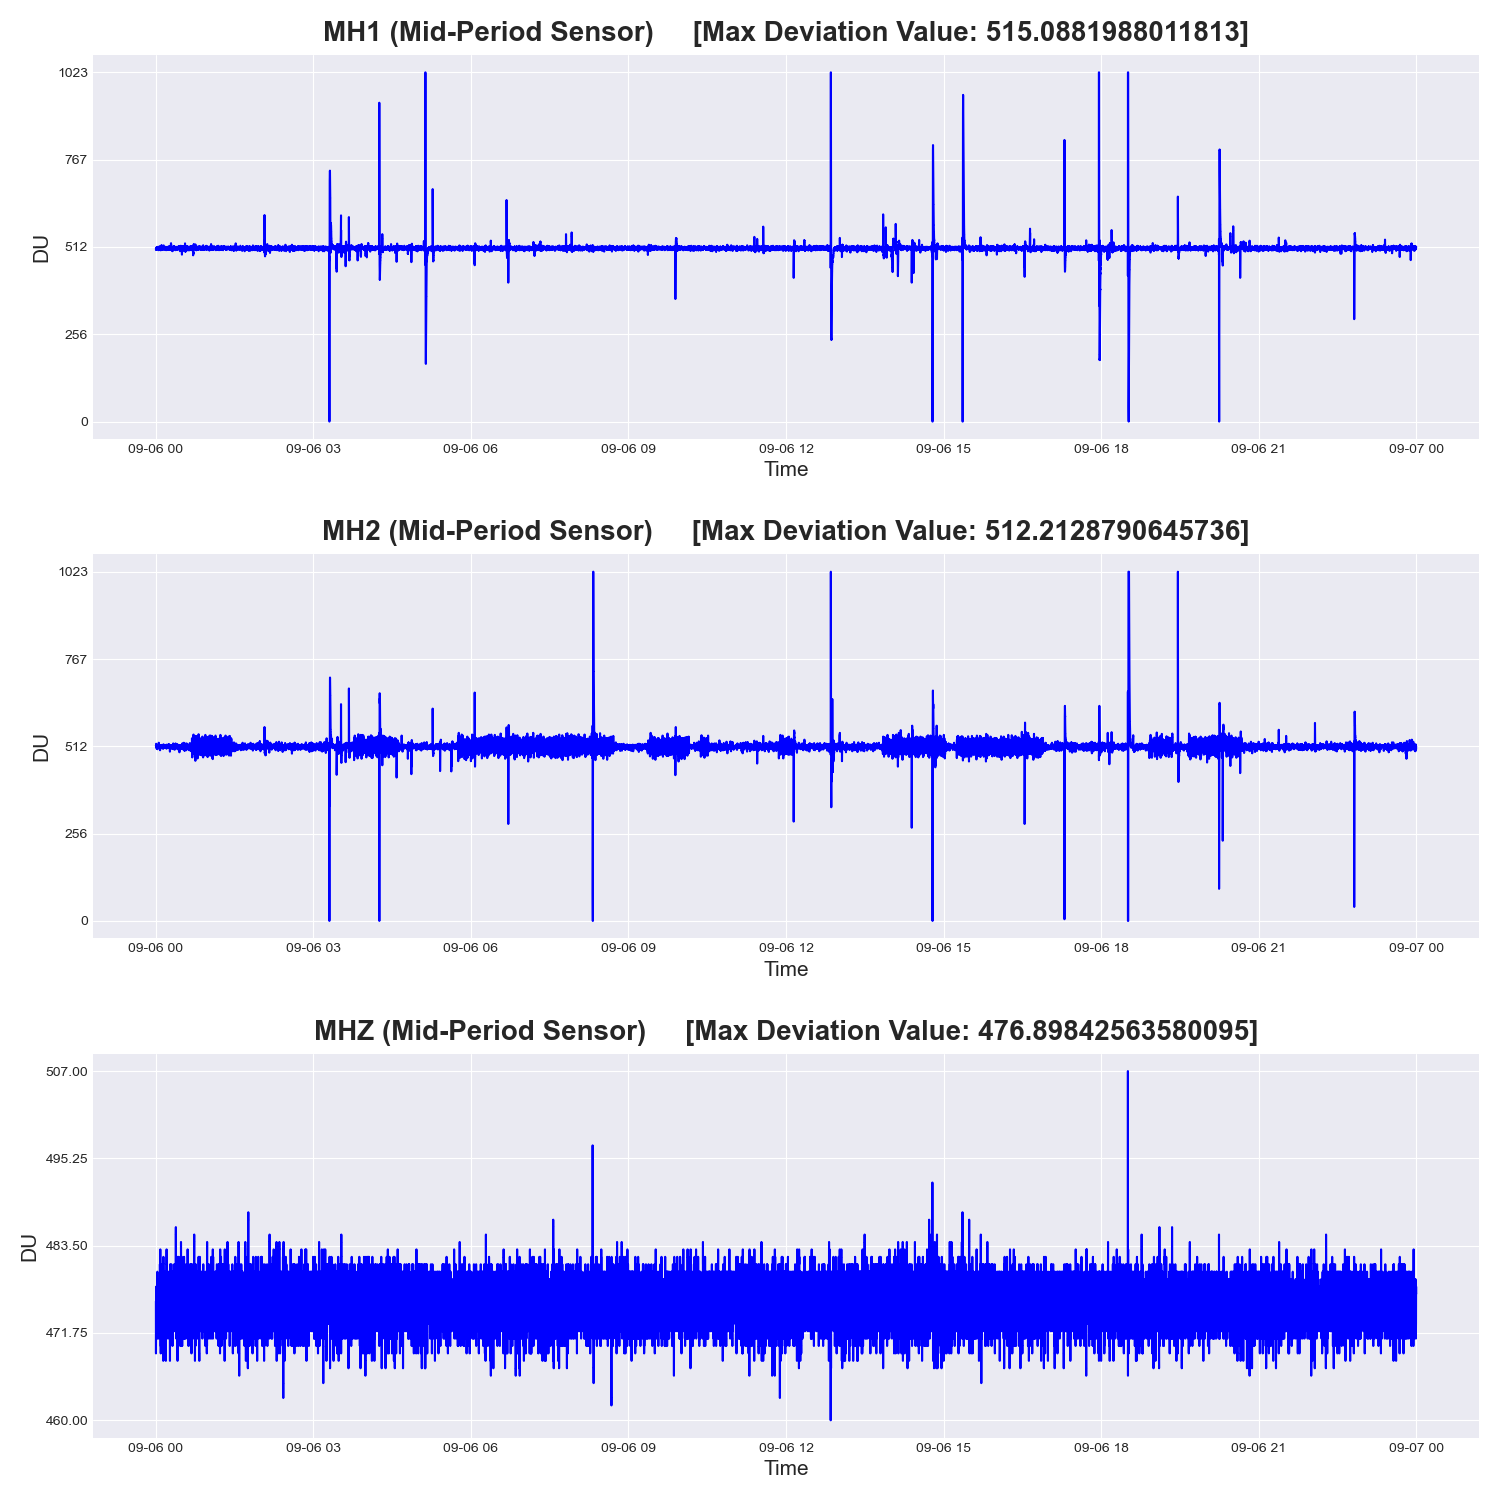 MH1 (Mid-Period Sensor) [Max Deviation Value: 515.0881988011813]
1023
767
512
256
0
DU
09-06 00 09-06 03 09-06 06 09-06 09 09-06 12 09-06 15 09-06 18 09-06 21 09-07 00
Time
MH2 (Mid-Period Sensor) [Max Deviation Value: 512.2128790645736]
1023
767
512
256
0
DU
09-06 00 09-06 03 09-06 06 09-06 09 09-06 12 09-06 15 09-06 18 09-06 21 09-07 00
Time
MHZ (Mid-Period Sensor) [Max Deviation Value: 476.89842563580095]
507.00
495.25
483.50
471.75
460.00
DU
09-06 00 09-06 03 09-06 06 09-06 09 09-06 12 09-06 15 09-06 18 09-06 21 09-07 00
Time